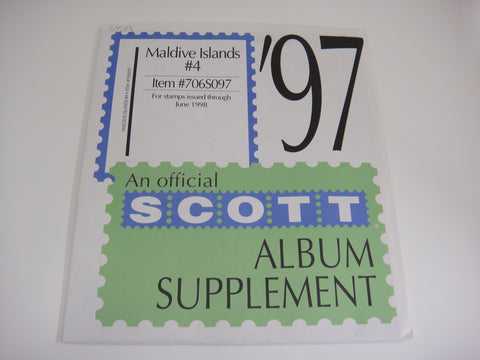 Maldive Islands
#4
Item #706S097
For stamps issued through
June 1998
'97
An official
SCOTT
ALBUM
SUPPLEMENT